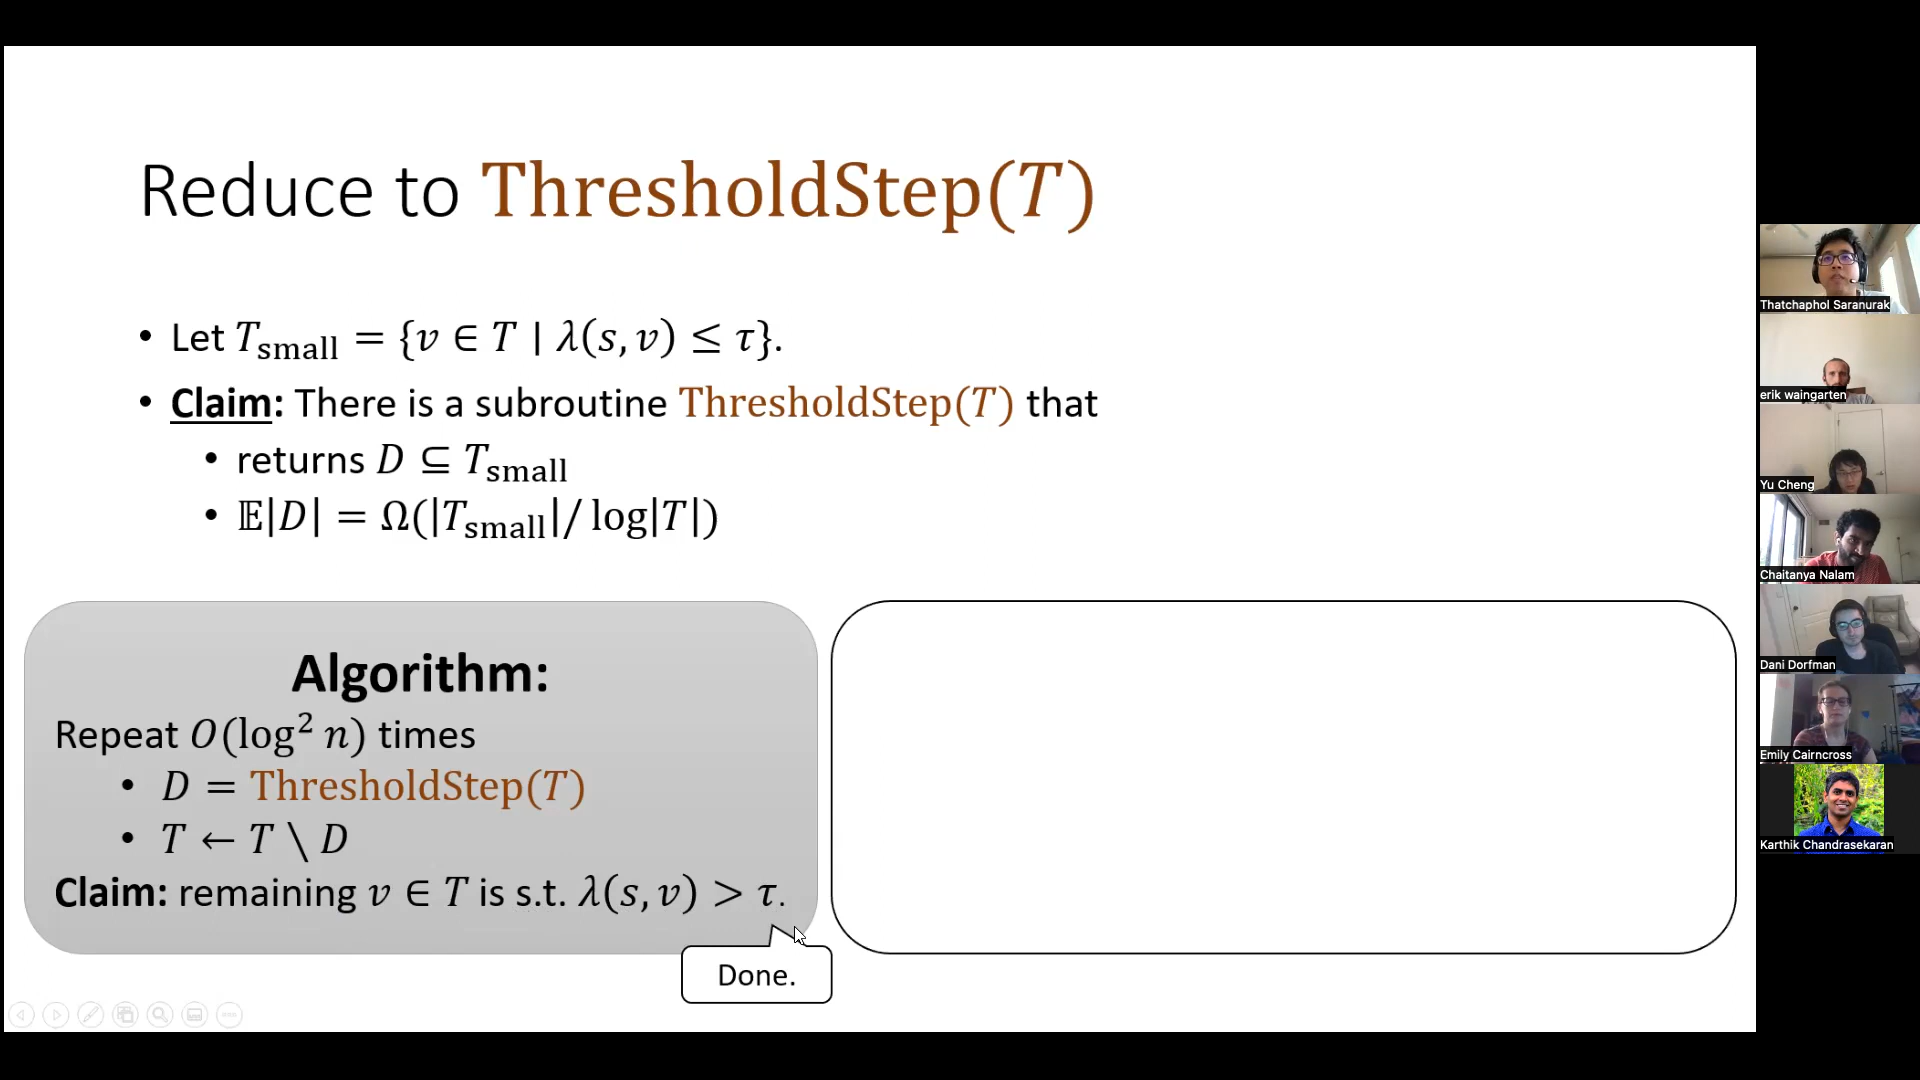 Reduce to ThresholdStep(T)
• Let T_small = {v ∈ T | λ(s, v) ≤ τ}.
• Claim: There is a subroutine ThresholdStep(T) that
• returns D ⊆ T_small
• 𝔼|D| = Ω(|T_small|/ log|T|)
Algorithm:
Repeat O(log² n) times
• D = ThresholdStep(T)
• T ← T \ D
Claim: remaining v ∈ T is s.t. λ(s, v) > τ.
Done.
Thatchaphol Saranurak
erik waingarten
Yu Cheng
Chaitanya Nalam
Dani Dorfman
Emily Cairncross
Karthik Chandrasekaran